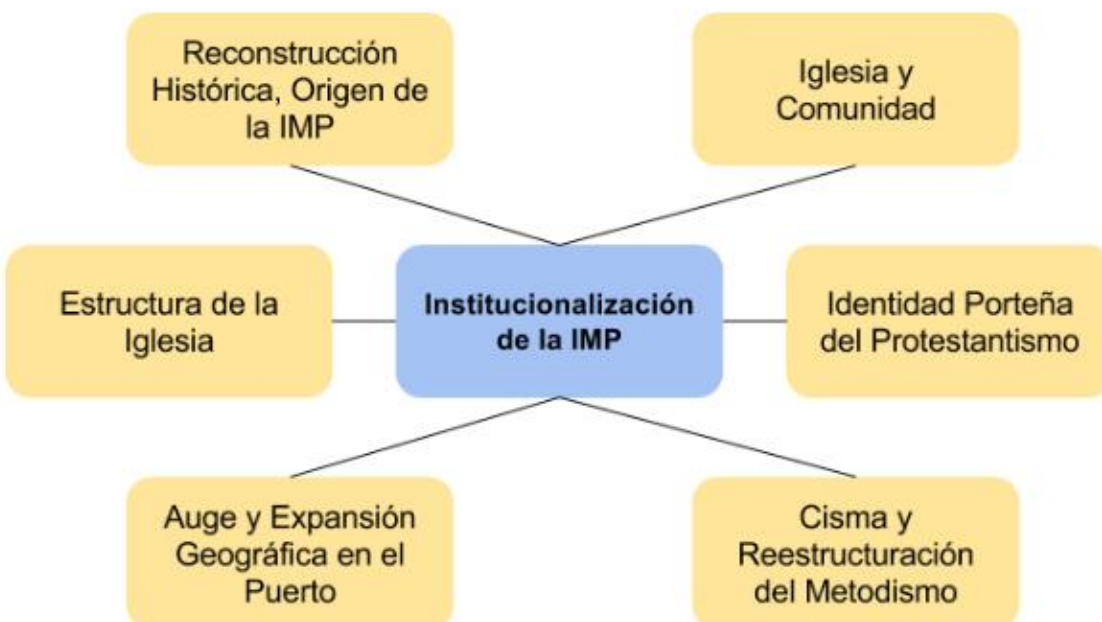 Reconstrucción
Histórica, Origen de
la IMP
Iglesia y
Comunidad
Estructura de la
Iglesia
Institucionalización
de la IMP
Identidad Porteña
del Protestantismo
Auge y Expansión
Geográfica en el
Puerto
Cisma y
Reestructuración
del Metodismo